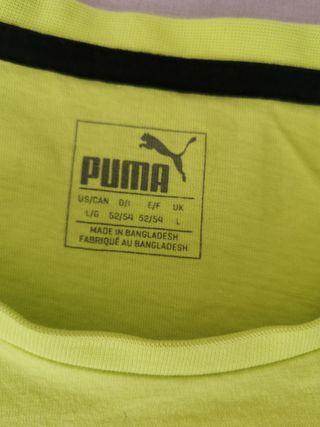 PUMA
US/CAN D/I E/F UK
L/G 52/54 52/54 L
MADE IN BANGLADESH
FABRIQUÉ AU BANGLADESH